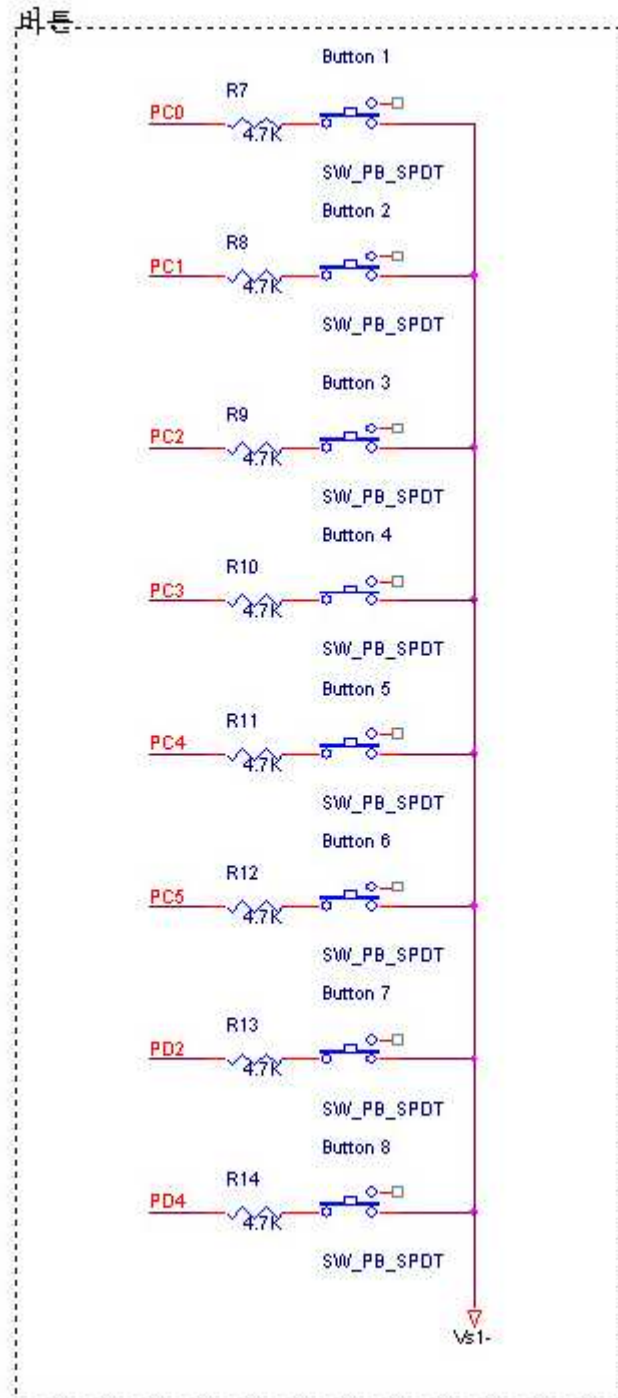 버튼
Button 1
R7
PC0
4.7K
SW_PB_SPDT
Button 2
R8
PC1
4.7K
SW_PB_SPDT
Button 3
R9
PC2
4.7K
SW_PB_SPDT
Button 4
R10
PC3
4.7K
SW_PB_SPDT
Button 5
R11
PC4
4.7K
SW_PB_SPDT
Button 6
R12
PC5
4.7K
SW_PB_SPDT
Button 7
R13
PD2
4.7K
SW_PB_SPDT
Button 8
R14
PD4
4.7K
SW_PB_SPDT
Vs1-